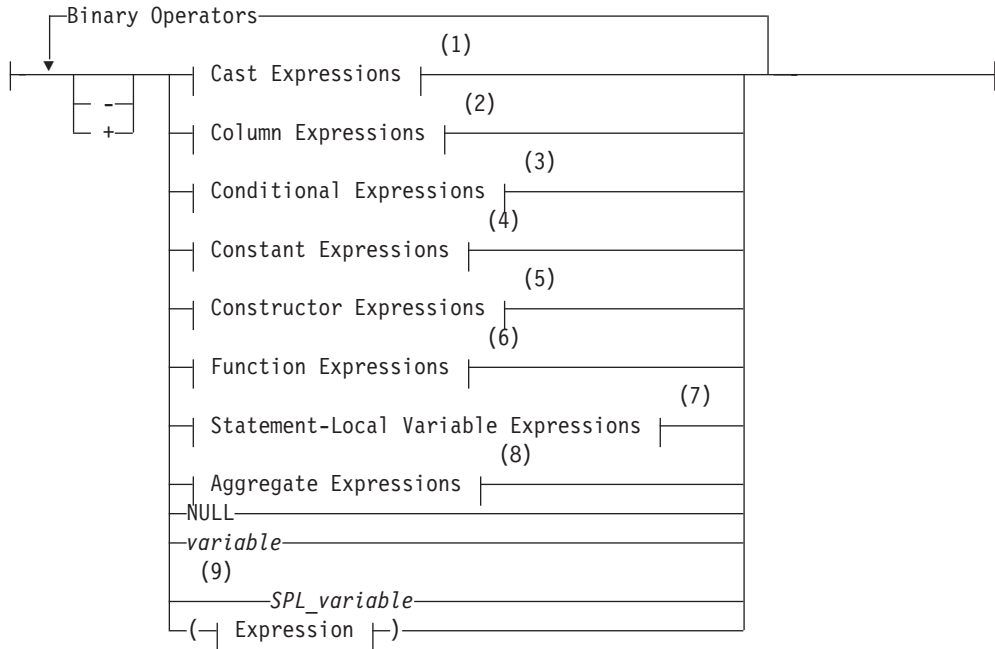 Binary Operators
(1)
Cast Expressions
-
+
(2)
Column Expressions
(3)
Conditional Expressions
(4)
Constant Expressions
(5)
Constructor Expressions
(6)
Function Expressions
(7)
Statement-Local Variable Expressions
(8)
Aggregate Expressions
NULL
variable
(9)
SPL_variable
( Expression )